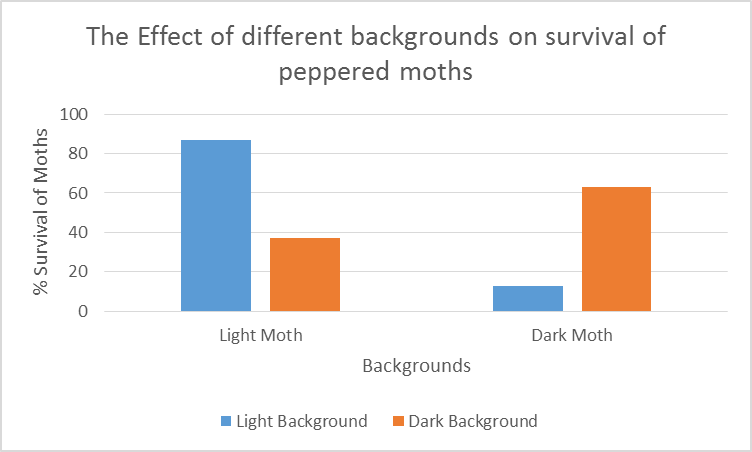 The Effect of different backgrounds on survival of
peppered moths
% Survival of Moths
100
80
60
40
20
0
Light Moth
Dark Moth
Backgrounds
Light Background
Dark Background